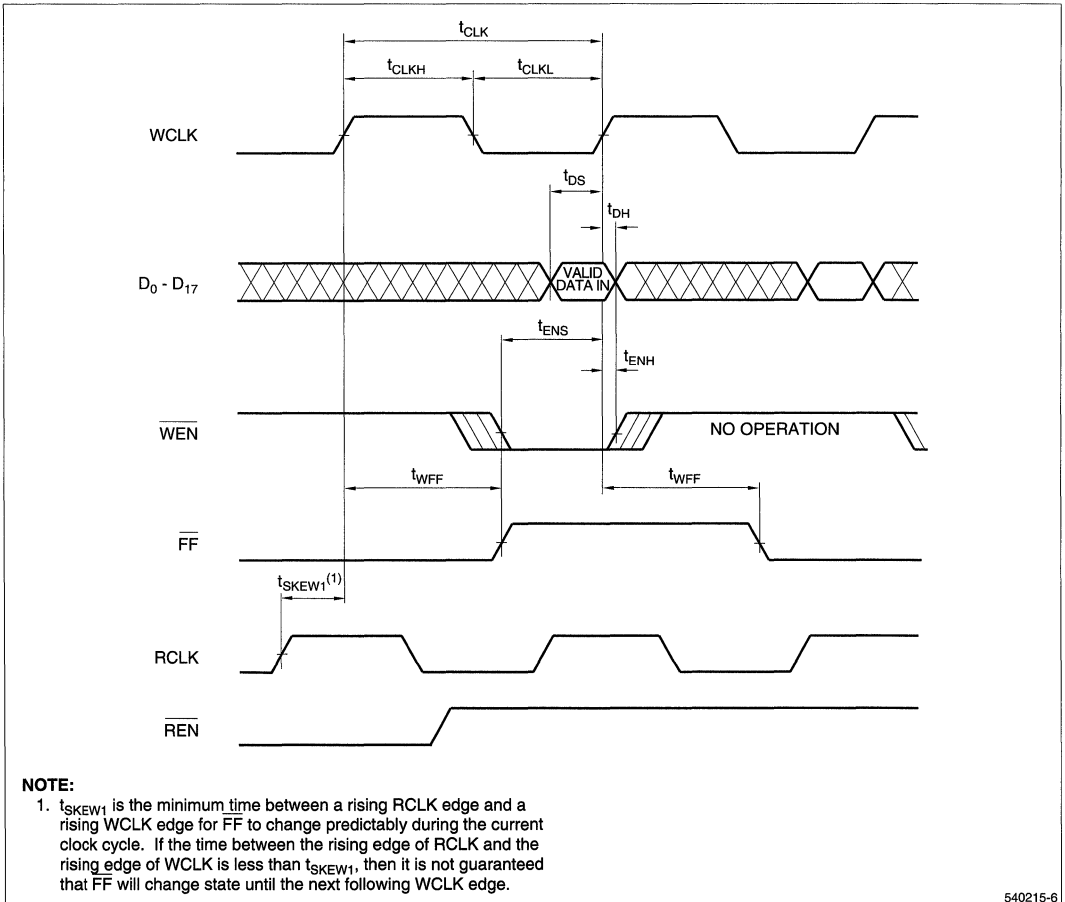 tCLK
tCLKH tCLKL
WCLK
tDS
tDH
D0 - D17
VALID
DATA IN
tENS
tENH
WEN
NO OPERATION
tWFF tWFF
FF
tSKEW1(1)
RCLK
REN
NOTE:
1. tSKEW1 is the minimum time between a rising RCLK edge and a
rising WCLK edge for FF to change predictably during the current
clock cycle. If the time between the rising edge of RCLK and the
rising edge of WCLK is less than tSKEW1, then it is not guaranteed
that FF will change state until the next following WCLK edge.
540215-6